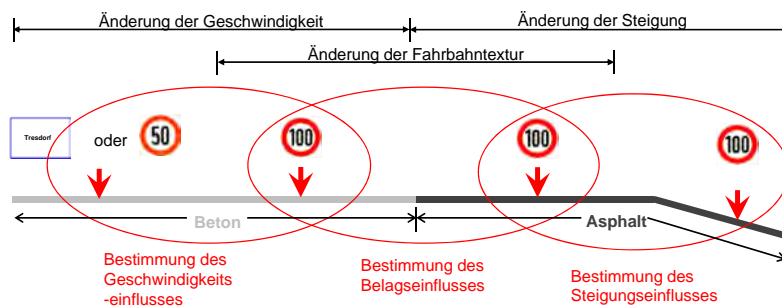 Änderung der Geschwindigkeit
Änderung der Steigung
Änderung der Fahrbahntextur
Tresdorf
oder
50
100
100
100
Beton
Asphalt
Bestimmung des
Geschwindigkeits
-einflusses
Bestimmung des
Belagseinflusses
Bestimmung des
Steigungseinflusses